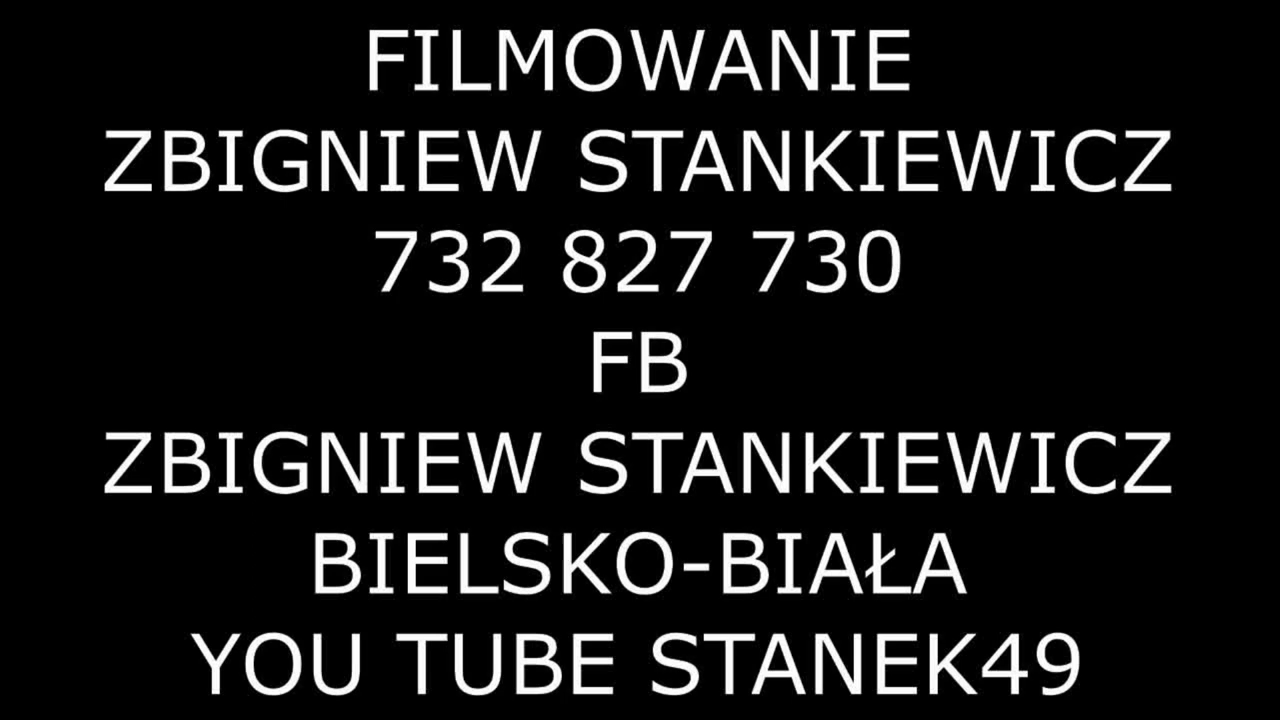 FILMOWANIE
ZBIGNIEW STANKIEWICZ
732 827 730
FB
ZBIGNIEW STANKIEWICZ
BIELSKO-BIAŁA
YOU TUBE STANEK49